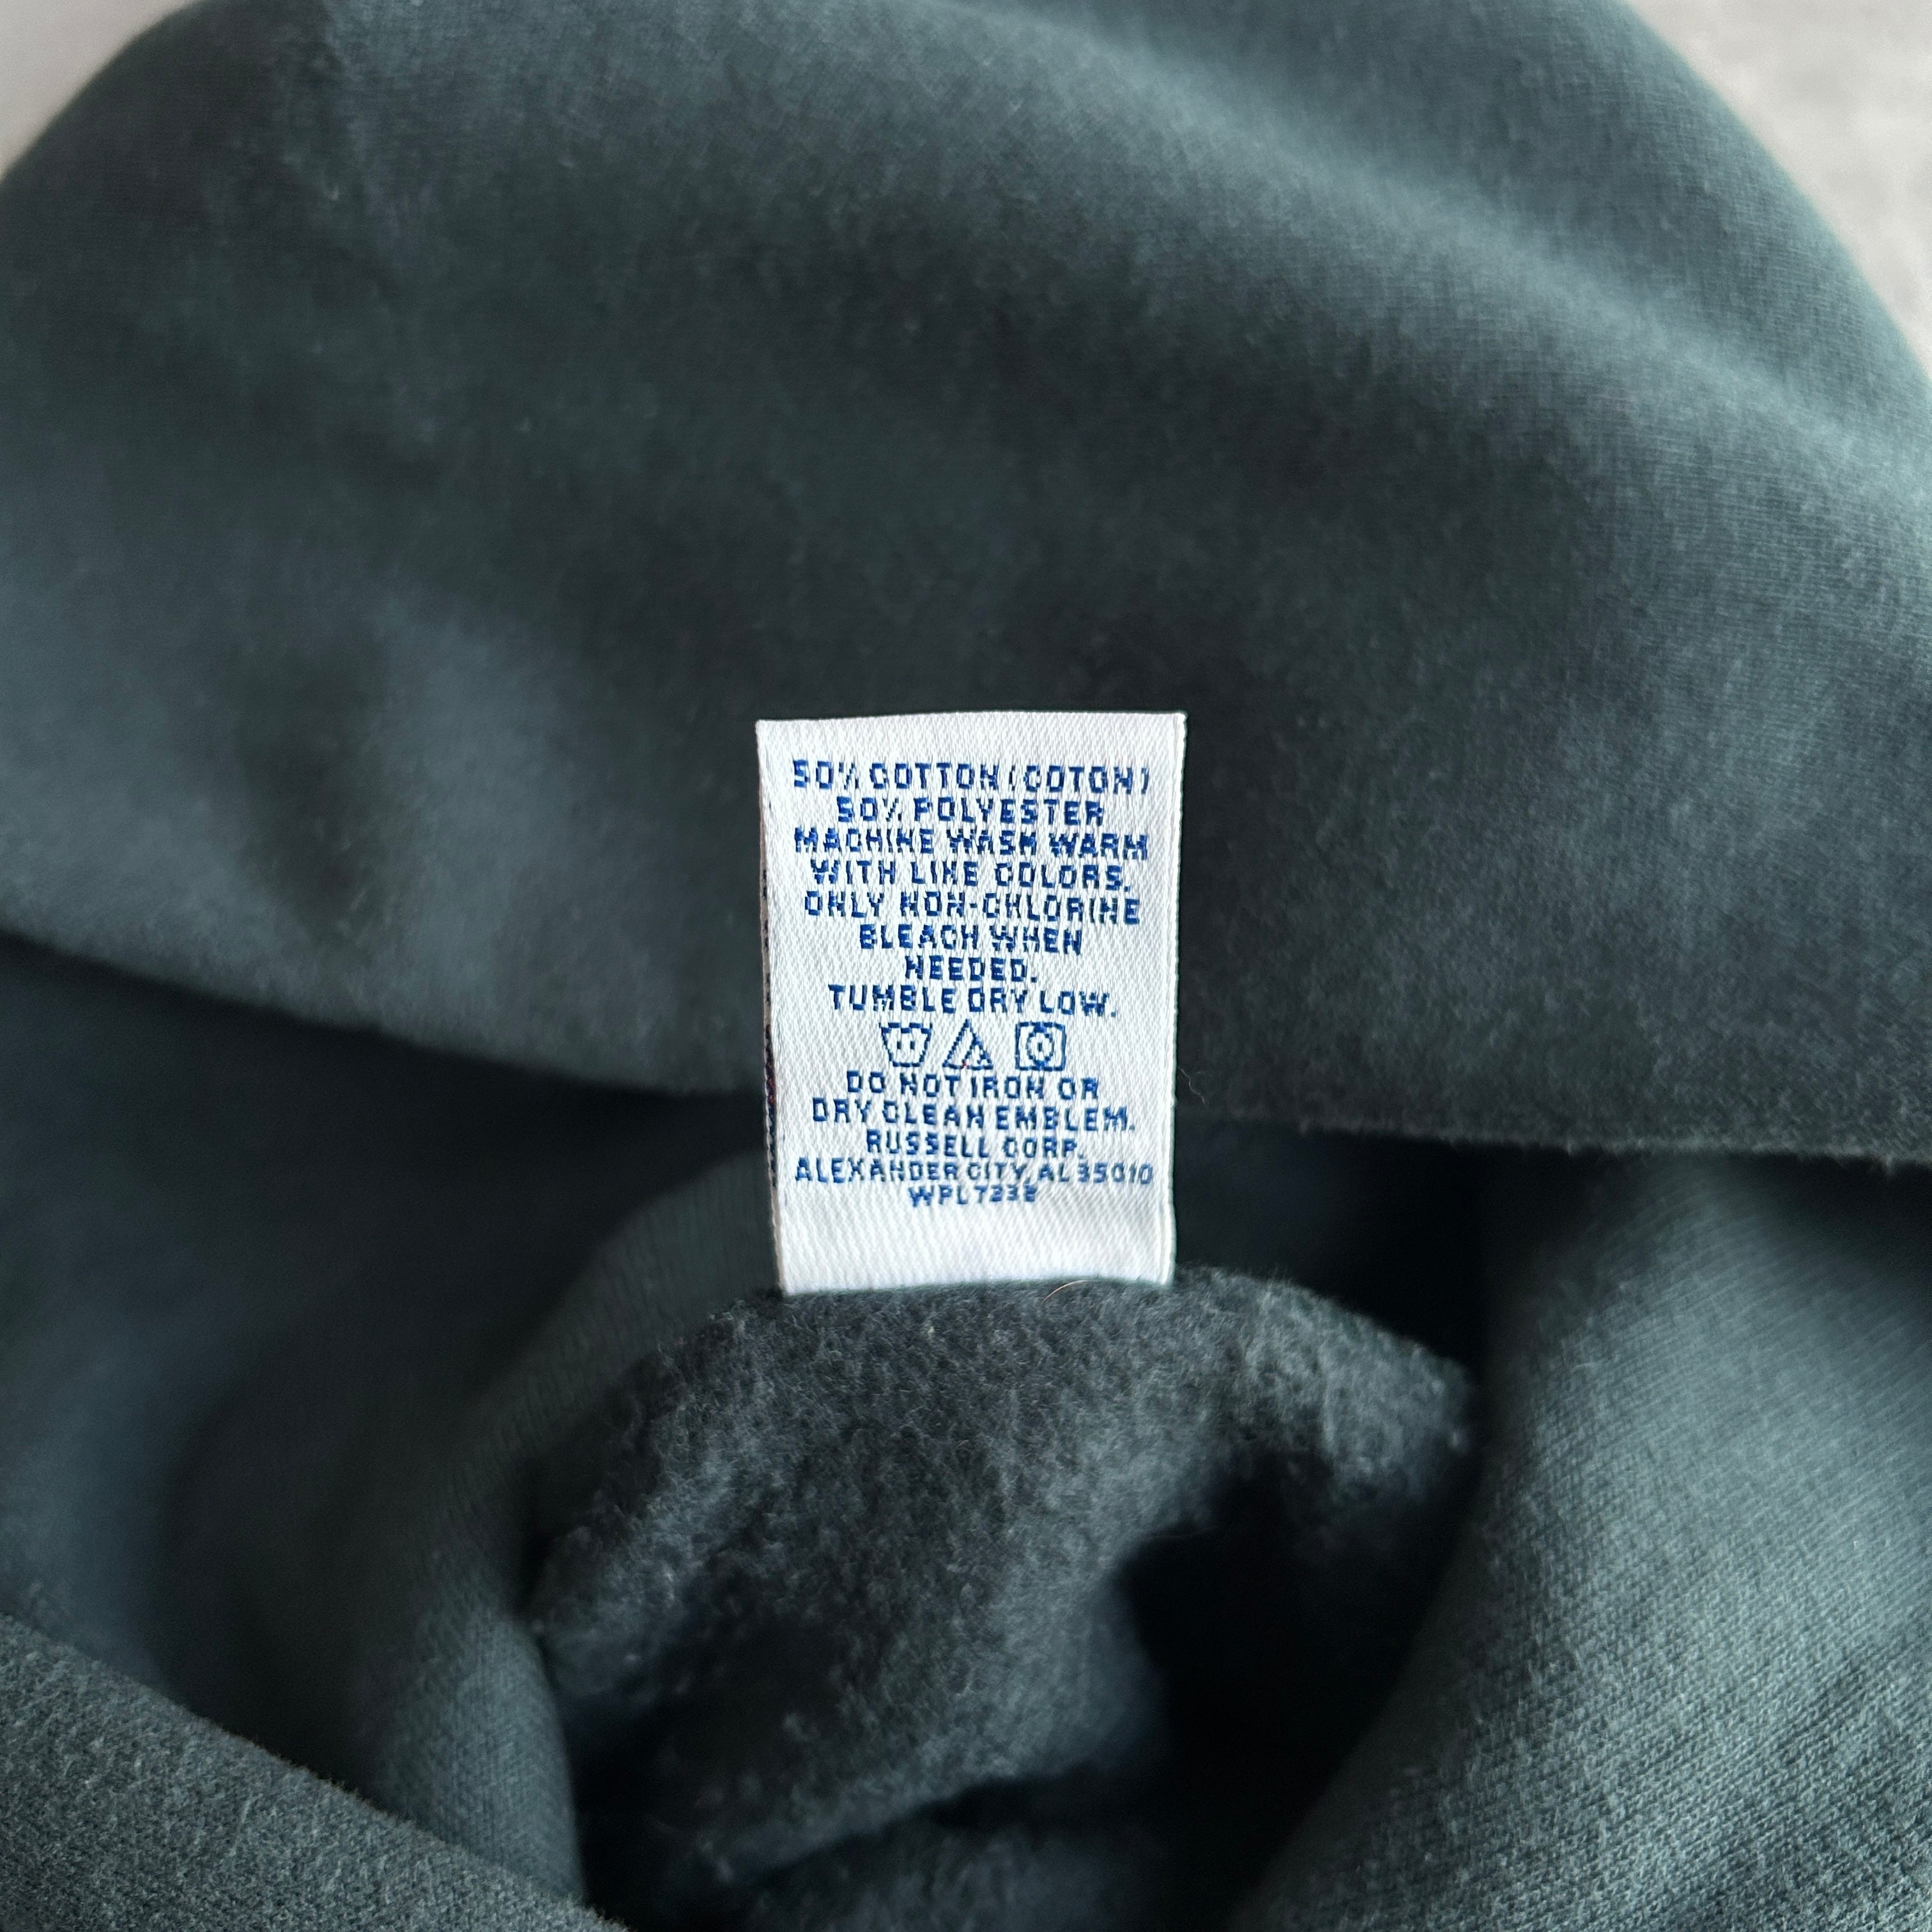 50% COTTON (COTON)
50% POLYESTER
MACHINE WASH WARM
WITH LIKE COLORS.
ONLY NON-CHLORINE
BLEACH WHEN
NEEDED.
TUMBLE DRY LOW.
DO NOT IRON OR
DRY CLEAN EMBLEM.
RUSSELL CORP.
ALEXANDER CITY, AL 35010
WPL 7238